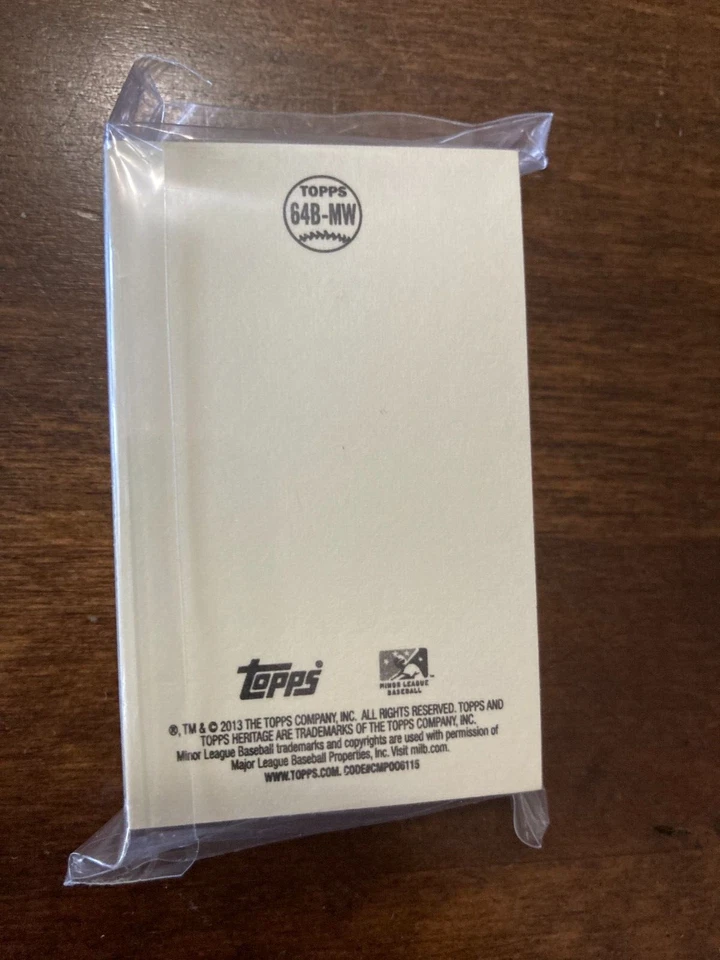 TOPPS
64B-MW
Topps®
MINOR LEAGUE
BASEBALL
®, TM & © 2013 THE TOPPS COMPANY, INC. ALL RIGHTS RESERVED. TOPPS AND
TOPPS HERITAGE ARE TRADEMARKS OF THE TOPPS COMPANY, INC.
Minor League Baseball trademarks and copyrights are used with permission of
Major League Baseball Properties, Inc. Visit milb.com.
WWW.TOPPS.COM. CODE#CMP006115